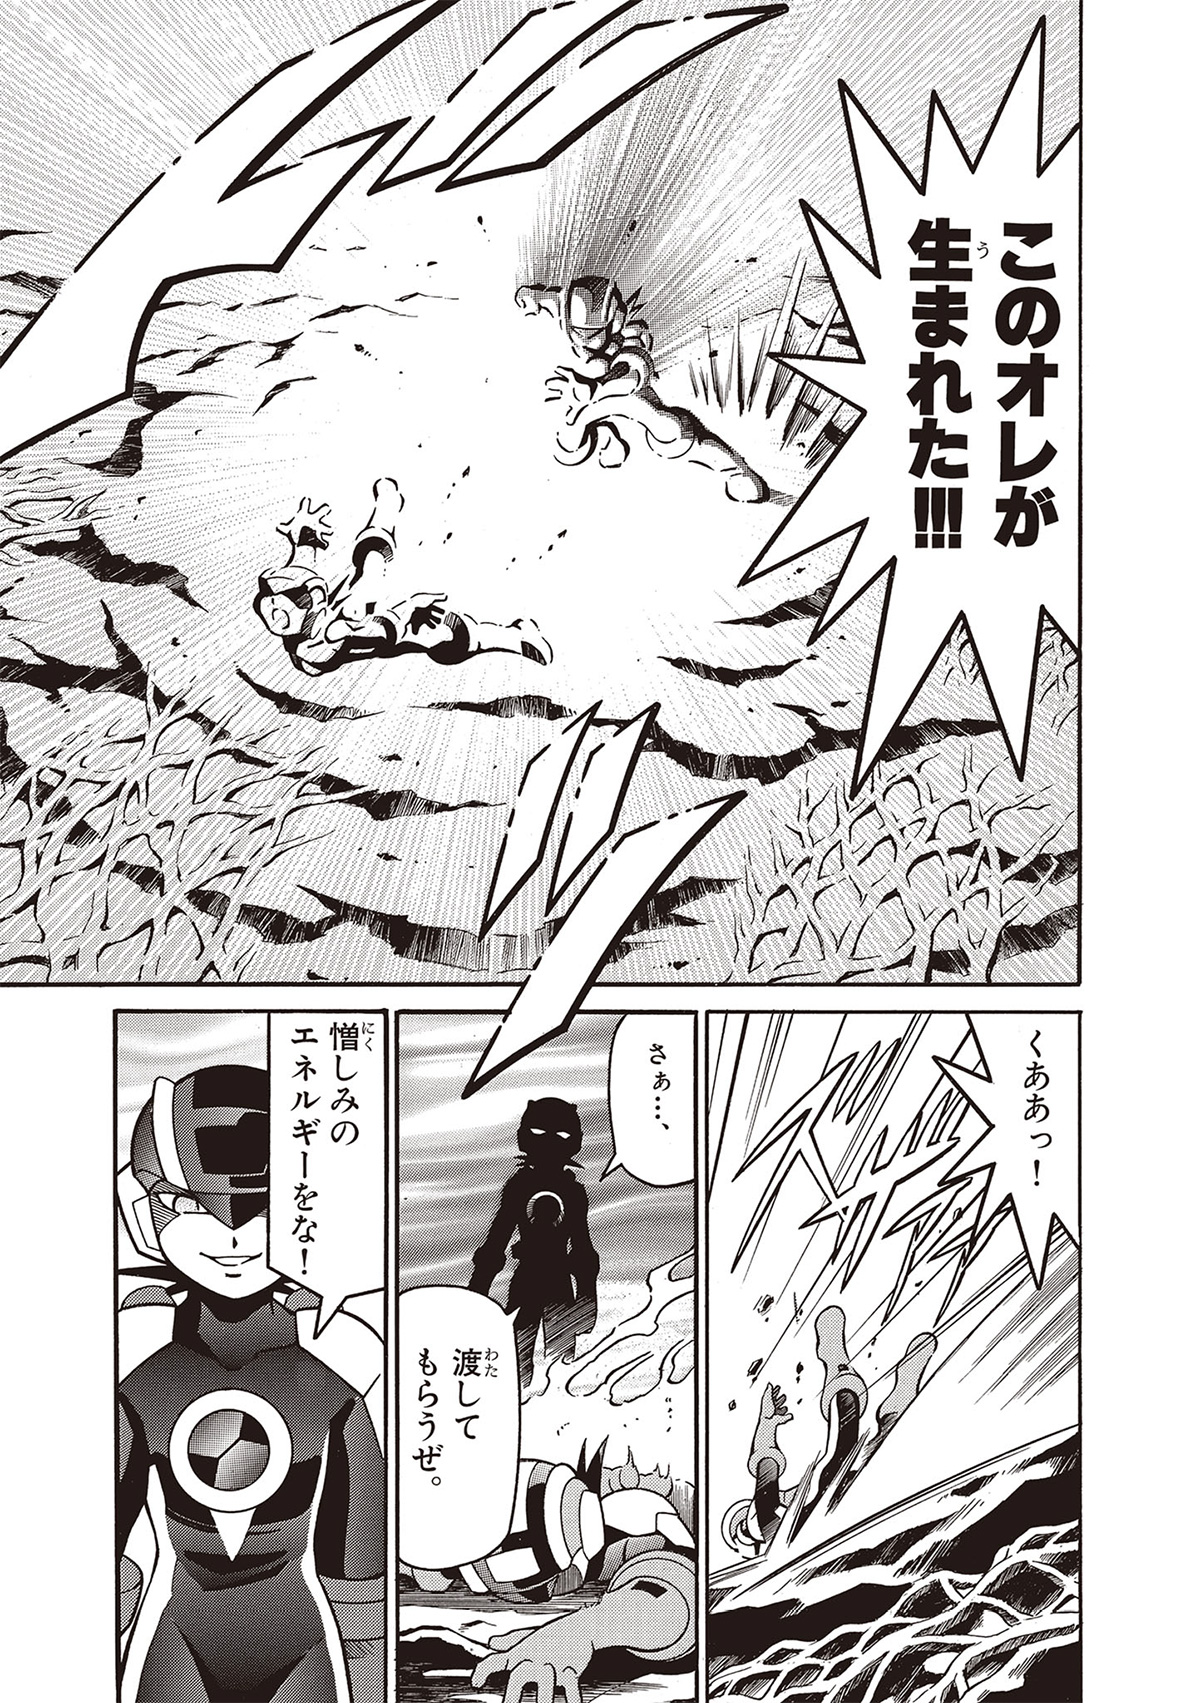 このオレが
生まれた!!!
くああっ!
さぁ…、
渡して
もらうぜ。
憎しみの
エネルギーをな!